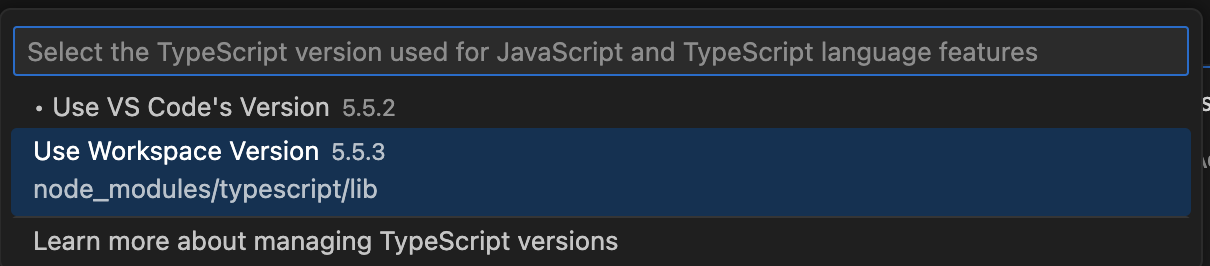 Select the TypeScript version used for JavaScript and TypeScript language features
• Use VS Code's Version 5.5.2
Use Workspace Version 5.5.3
node_modules/typescript/lib
Learn more about managing TypeScript versions